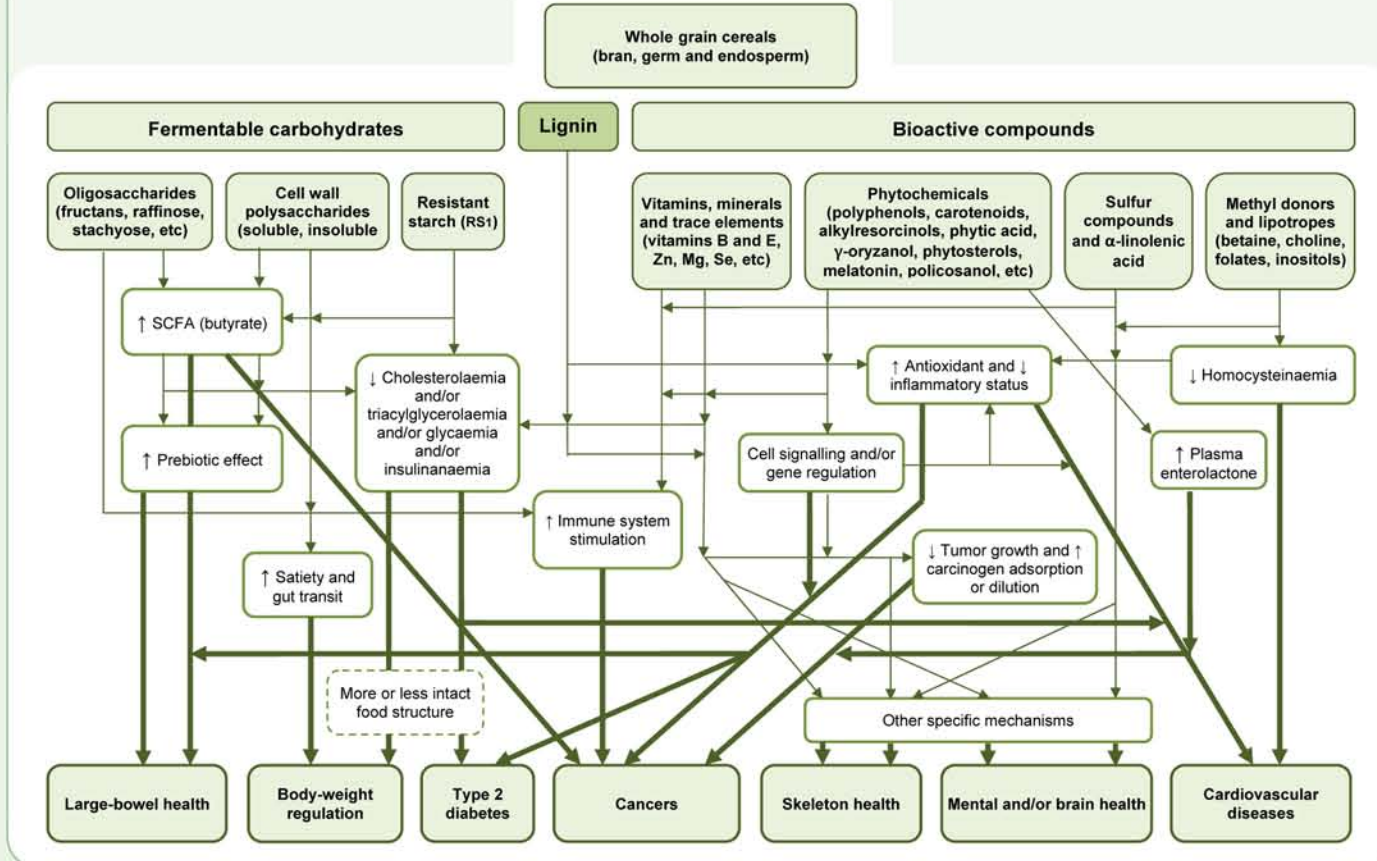 Whole grain cereals
(bran, germ and endosperm)
Fermentable carbohydrates
Lignin
Bioactive compounds
Oligosaccharides
(fructans, raffinose,
stachyose, etc)
Cell wall
polysaccharides
(soluble, insoluble
Resistant
starch (RS1)
Vitamins, minerals
and trace elements
(vitamins B and E,
Zn, Mg, Se, etc)
Phytochemicals
(polyphenols, carotenoids,
alkylresorcinols, phytic acid,
γ-oryzanol, phytosterols,
melatonin, policosanol, etc)
Sulfur
compounds
and α-linolenic
acid
Methyl donors
and lipotropes
(betaine, choline,
folates, inositols)
↑ SCFA (butyrate)
↓ Cholesterolaemia
and/or
triacylglycerolaemia
and/or glycaemia
and/or
insulinanaemia
↑ Antioxidant and ↓
inflammatory status
↓ Homocysteinaemia
↑ Prebiotic effect
Cell signalling and/or
gene regulation
↑ Plasma
enterolactone
↑ Immune system
stimulation
↑ Satiety and
gut transit
↓ Tumor growth and ↑
carcinogen adsorption
or dilution
More or less intact
food structure
Other specific mechanisms
Large-bowel health
Body-weight
regulation
Type 2
diabetes
Cancers
Skeleton health
Mental and/or brain health
Cardiovascular
diseases